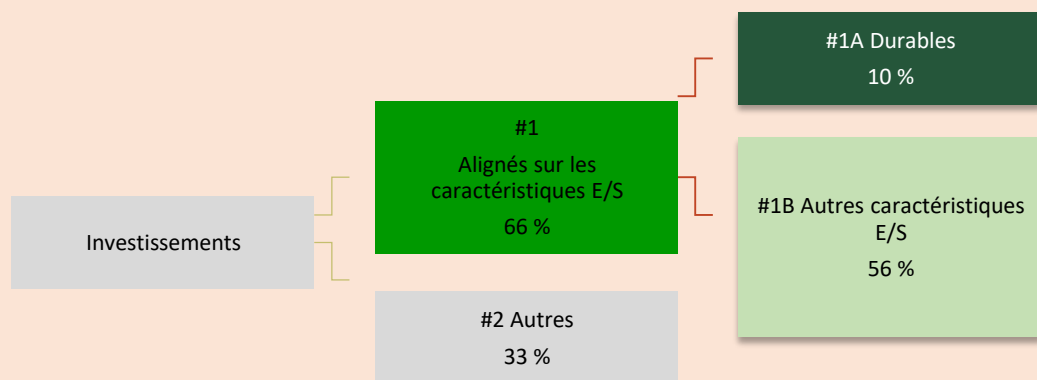 #1A Durables
10 %
#1
Alignés sur les
caractéristiques E/S
66 %
#1B Autres caractéristiques
E/S
56 %
Investissements
#2 Autres
33 %